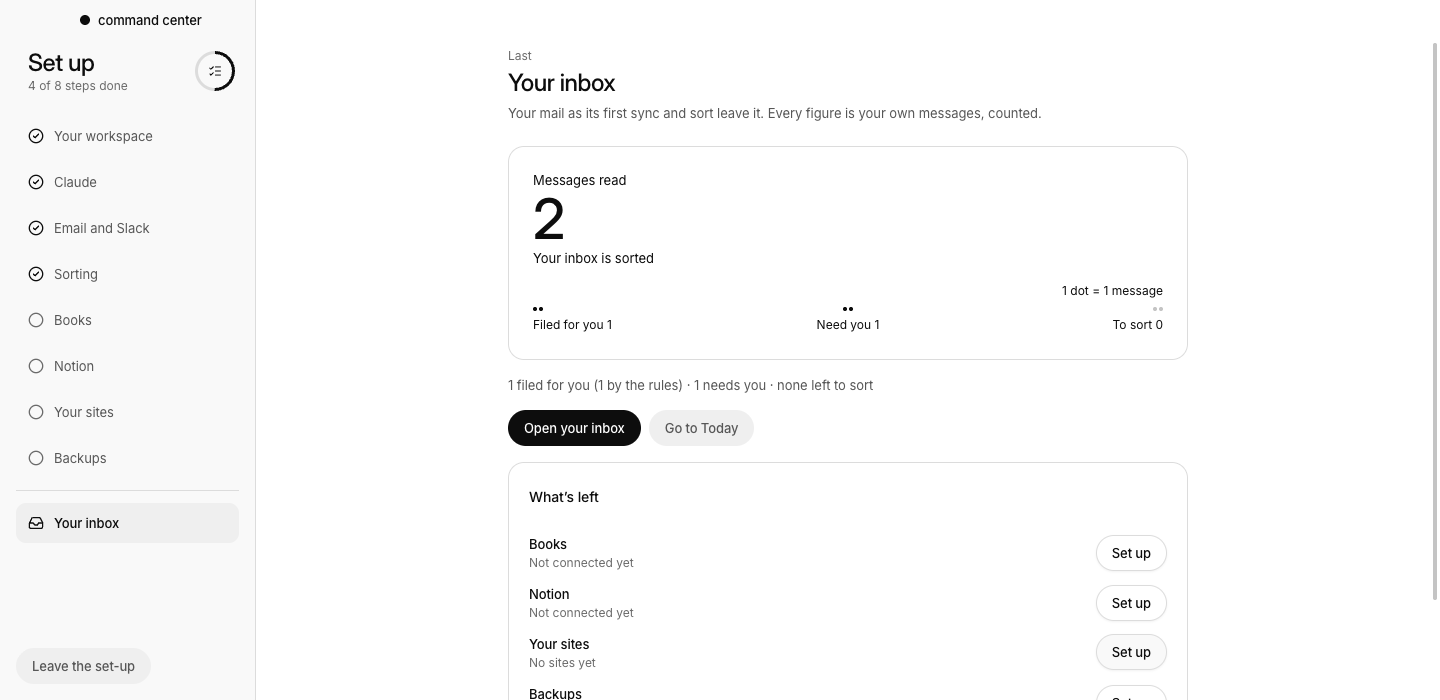 command center
Set up
4 of 8 steps done
Your workspace
Claude
Email and Slack
Sorting
Books
Notion
Your sites
Backups
Your inbox
Leave the set-up
Last
Your inbox
Your mail as its first sync and sort leave it. Every figure is your own messages, counted.
Messages read
2
Your inbox is sorted
1 dot = 1 message
Filed for you 1
Need you 1
To sort 0
1 filed for you (1 by the rules) · 1 needs you · none left to sort
Open your inbox
Go to Today
What’s left
Books
Not connected yet
Set up
Notion
Not connected yet
Set up
Your sites
No sites yet
Set up
Backups